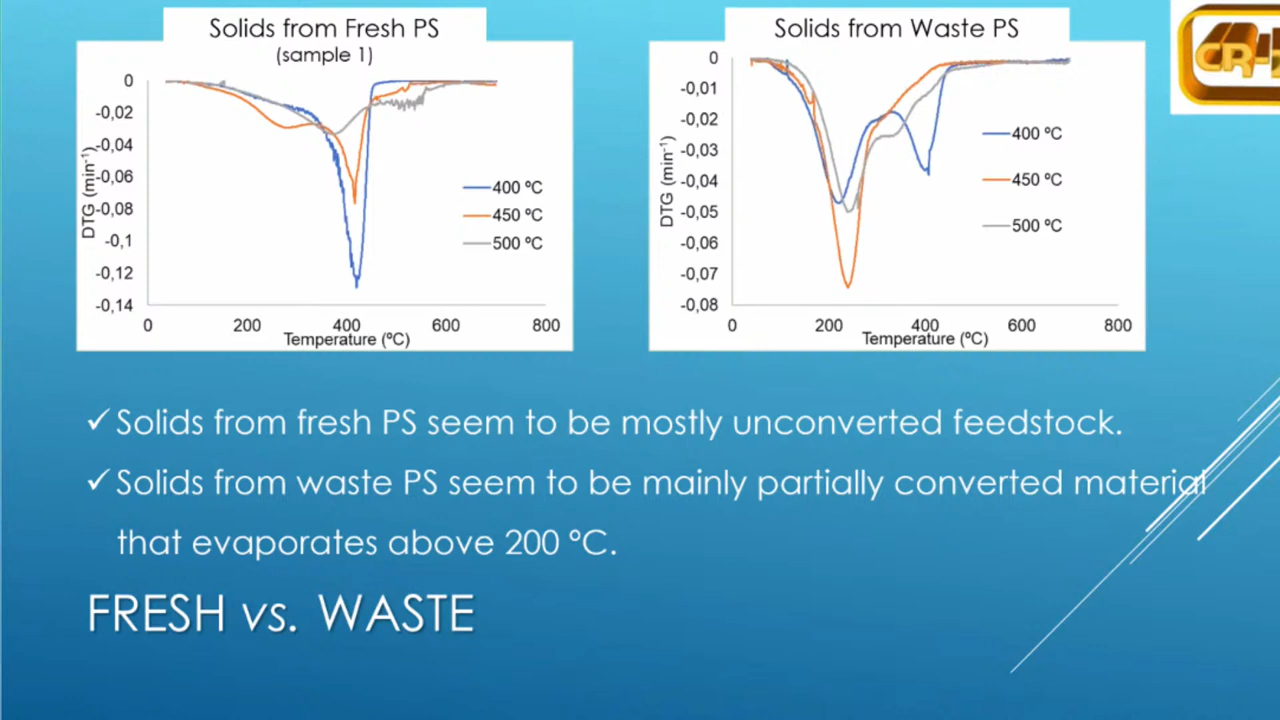 Solids from Fresh PS
(sample 1)
0
-0,02
-0,04
-0,06
-0,08
-0,1
-0,12
-0,14
DTG (min⁻¹)
0 200 400 600 800
Temperature (ºC)
400 ºC
450 ºC
500 ºC
Solids from Waste PS
0
-0,01
-0,02
-0,03
-0,04
-0,05
-0,06
-0,07
-0,08
DTG (min⁻¹)
0 200 400 600 800
Temperature (ºC)
400 ºC
450 ºC
500 ºC
CR-
✓ Solids from fresh PS seem to be mostly unconverted feedstock.
✓ Solids from waste PS seem to be mainly partially converted material
that evaporates above 200 ºC.
FRESH vs. WASTE